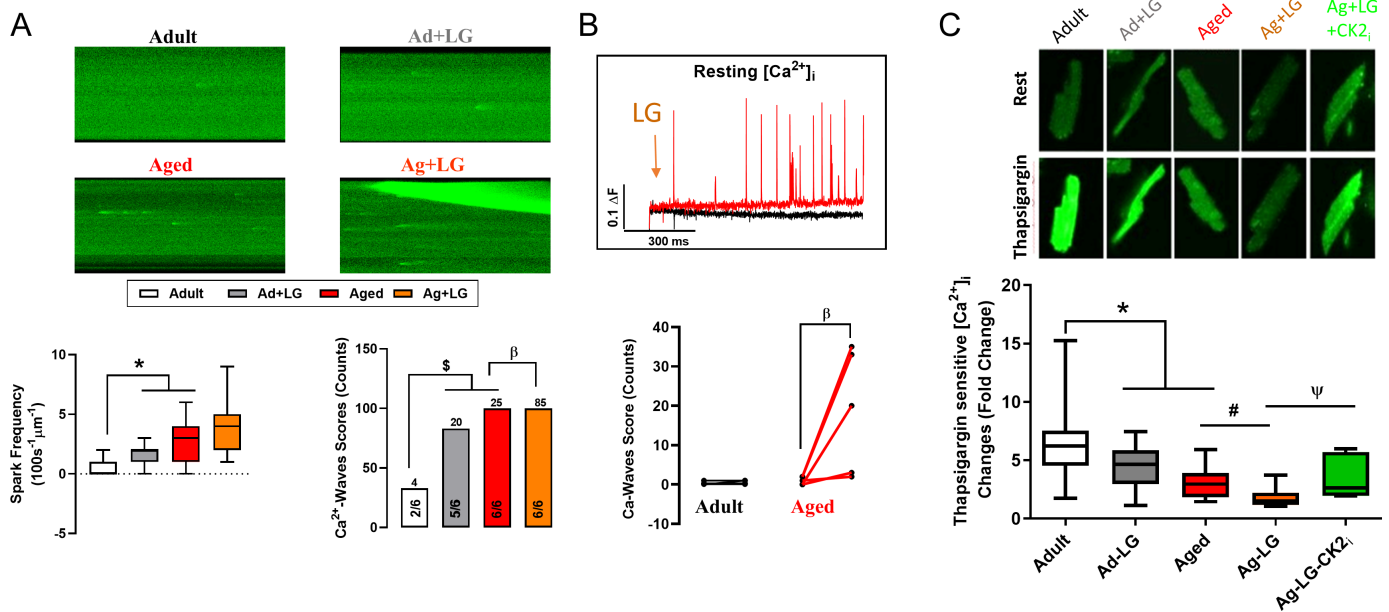 A
Adult
Ad+LG
Aged
Ag+LG
Adult
Ad+LG
Aged
Ag+LG
Spark Frequency
(100s⁻¹μm⁻¹)
10
5
0
-5
*
Ca²⁺-Waves Scores (Counts)
150
100
50
0
$
β
4
20
25
85
2/6
5/6
6/6
6/6
B
Resting [Ca²⁺]ᵢ
LG
0.1 ΔF
300 ms
Ca-Waves Score (Counts)
40
30
20
10
0
-10
β
Adult
Aged
C
Adult
Ad+LG
Aged
Ag+LG
Ag+LG
+CK2ᵢ
Rest
Thapsigargin
Thapsigargin sensitive [Ca²⁺]ᵢ
Changes (Fold Change)
20
15
10
5
0
*
#
ψ
Adult
Ad-LG
Aged
Ag-LG
Ag-LG-CK2ᵢ